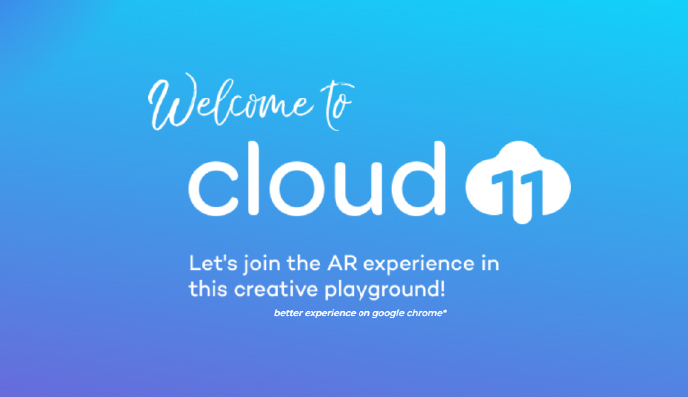 Welcome to
cloud 11
Let's join the AR experience in
this creative playground!
better experience on google chrome*